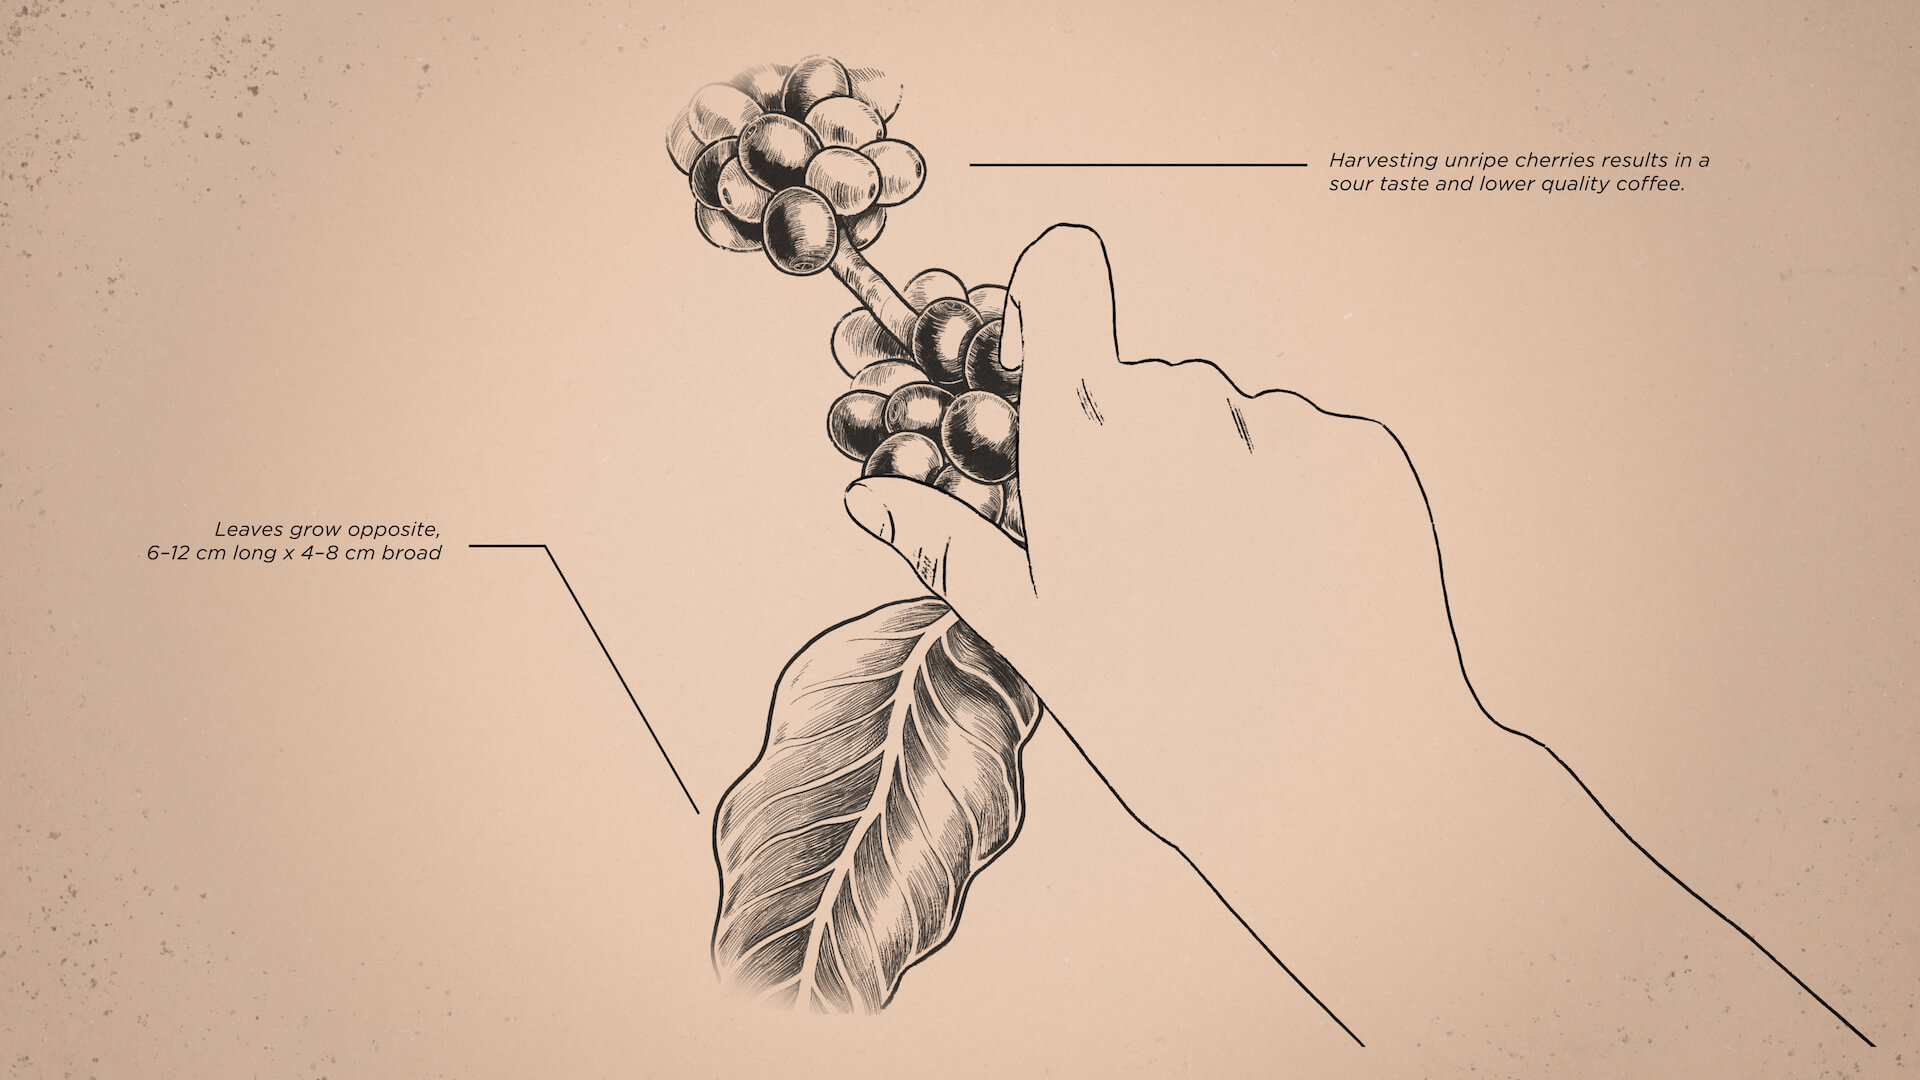 Harvesting unripe cherries results in a
sour taste and lower quality coffee.
Leaves grow opposite,
6–12 cm long x 4–8 cm broad